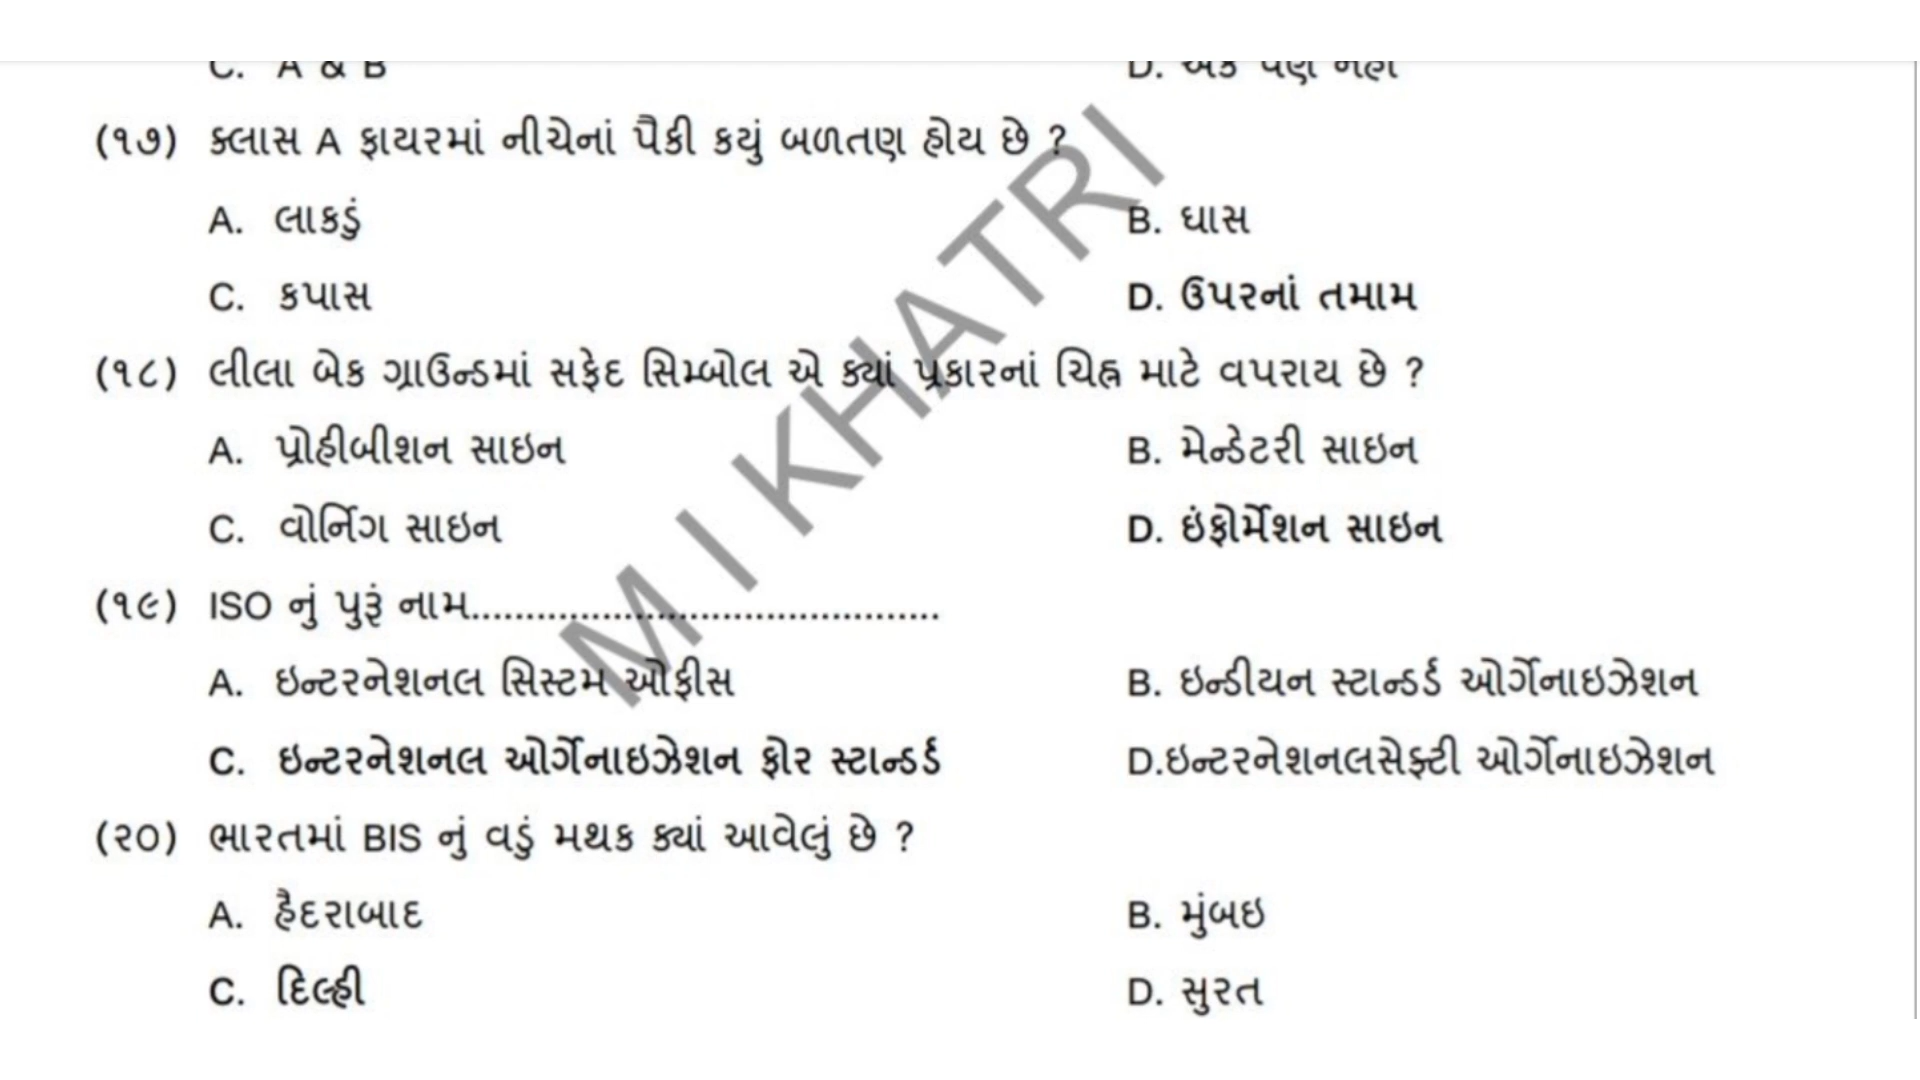 C. A & B D. એક પણ નહી
(૧૭) ક્લાસ A ફાયરમાં નીચેનાં પૈકી કયું બળતણ હોય છે ?
A. લાકડું B. ઘાસ
C. કપાસ D. ઉપરનાં તમામ
(૧૮) લીલા બેક ગ્રાઉન્ડમાં સફેદ સિમ્બોલ એ ક્યાં પ્રકારનાં ચિહ્ન માટે વપરાય છે ?
A. પ્રોહીબીશન સાઇન B. મેન્ડેટરી સાઇન
C. વોર્નિંગ સાઇન D. ઇંફોર્મેશન સાઇન
(૧૯) ISO નું પુરૂં નામ...........................................
A. ઇન્ટરનેશનલ સિસ્ટમ ઓફીસ B. ઇન્ડીયન સ્ટાન્ડર્ડ ઓર્ગેનાઇઝેશન
C. ઇન્ટરનેશનલ ઓર્ગેનાઇઝેશન ફોર સ્ટાન્ડર્ડ D.ઇન્ટરનેશનલસેફ્ટી ઓર્ગેનાઇઝેશન
(૨૦) ભારતમાં BIS નું વડું મથક ક્યાં આવેલું છે ?
A. હૈદરાબાદ B. મુંબઇ
C. દિલ્હી D. સુરત
M I KHATRI